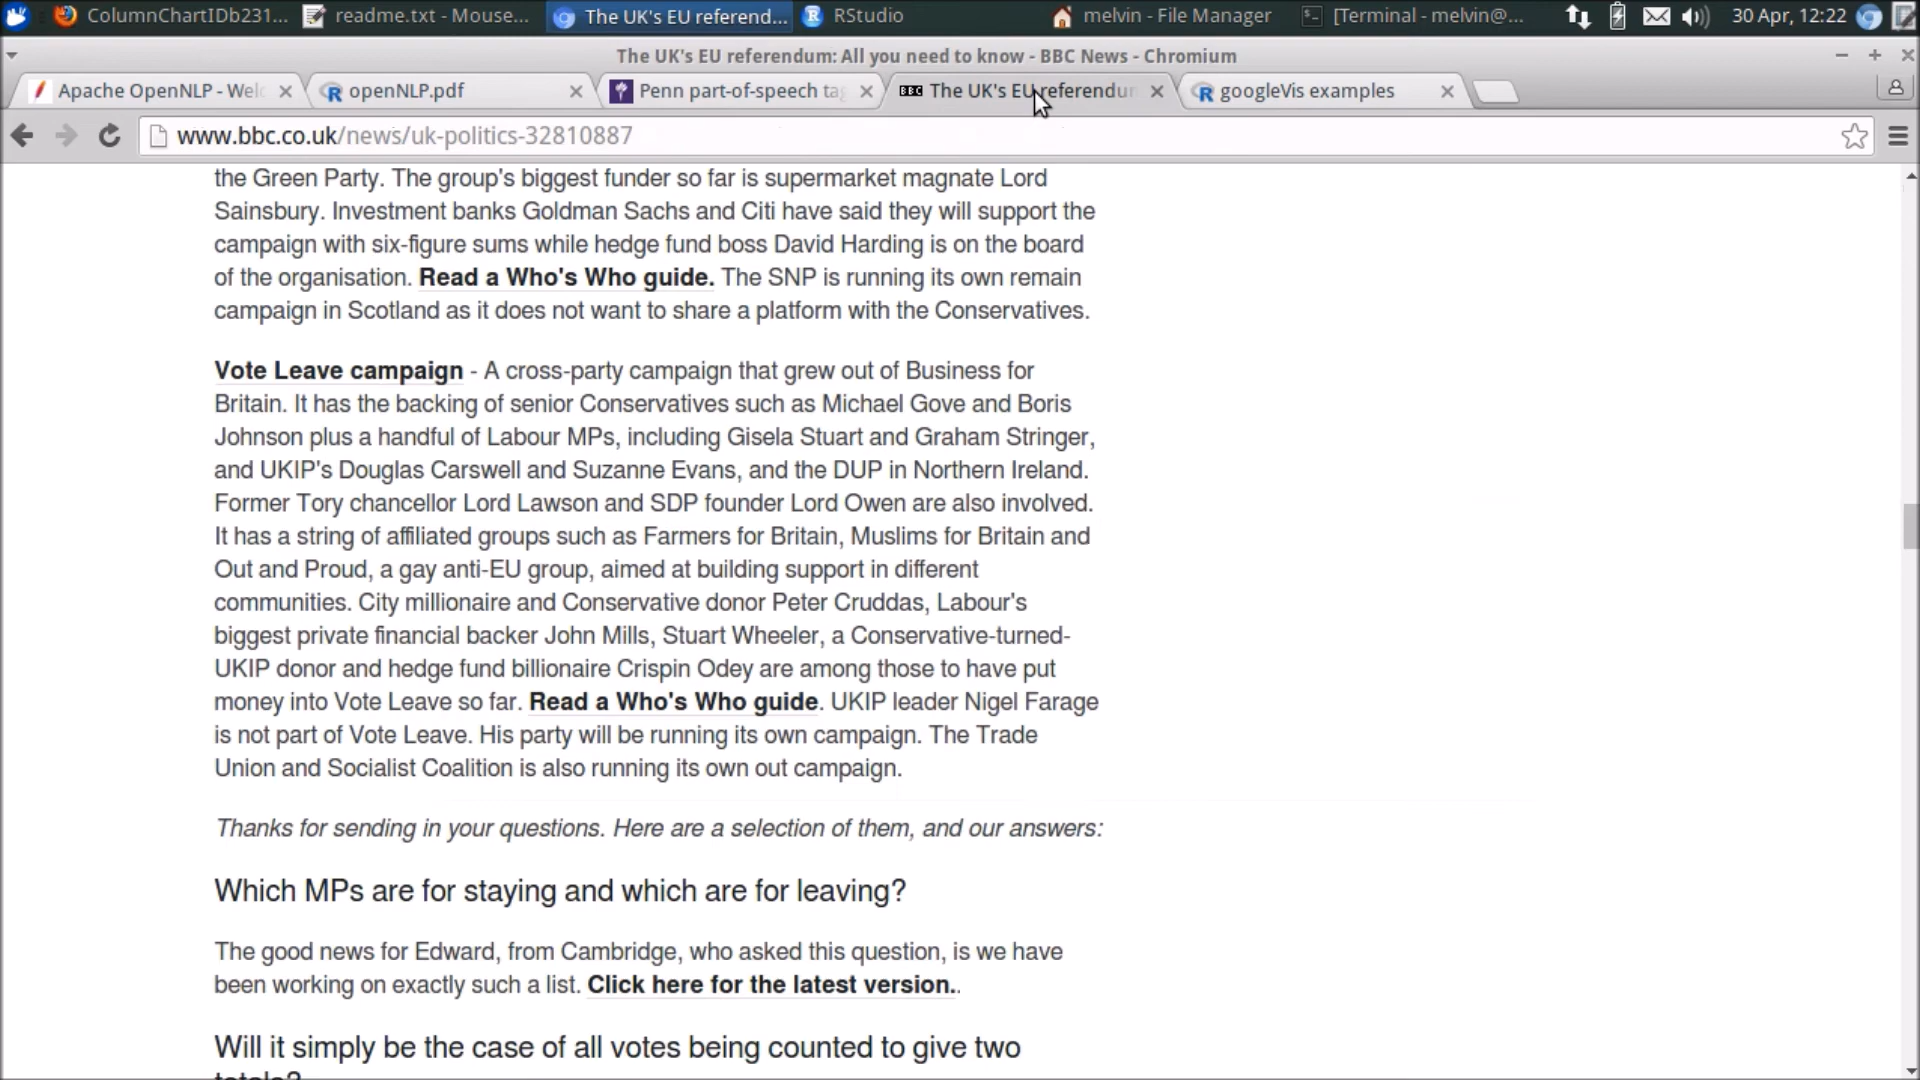 ColumnChartIDb231...
readme.txt - Mouse...
The UK's EU referend...
RStudio
melvin - File Manager
[Terminal - melvin@...
30 Apr, 12:22
The UK's EU referendum: All you need to know - BBC News - Chromium
Apache OpenNLP - Welc
openNLP.pdf
Penn part-of-speech tag
BBC The UK's EU referendum
googleVis examples
www.bbc.co.uk/news/uk-politics-32810887
the Green Party. The group's biggest funder so far is supermarket magnate Lord
Sainsbury. Investment banks Goldman Sachs and Citi have said they will support the
campaign with six-figure sums while hedge fund boss David Harding is on the board
of the organisation. Read a Who's Who guide. The SNP is running its own remain
campaign in Scotland as it does not want to share a platform with the Conservatives.
Vote Leave campaign - A cross-party campaign that grew out of Business for
Britain. It has the backing of senior Conservatives such as Michael Gove and Boris
Johnson plus a handful of Labour MPs, including Gisela Stuart and Graham Stringer,
and UKIP's Douglas Carswell and Suzanne Evans, and the DUP in Northern Ireland.
Former Tory chancellor Lord Lawson and SDP founder Lord Owen are also involved.
It has a string of affiliated groups such as Farmers for Britain, Muslims for Britain and
Out and Proud, a gay anti-EU group, aimed at building support in different
communities. City millionaire and Conservative donor Peter Cruddas, Labour's
biggest private financial backer John Mills, Stuart Wheeler, a Conservative-turned-
UKIP donor and hedge fund billionaire Crispin Odey are among those to have put
money into Vote Leave so far. Read a Who's Who guide. UKIP leader Nigel Farage
is not part of Vote Leave. His party will be running its own campaign. The Trade
Union and Socialist Coalition is also running its own out campaign.
Thanks for sending in your questions. Here are a selection of them, and our answers:
Which MPs are for staying and which are for leaving?
The good news for Edward, from Cambridge, who asked this question, is we have
been working on exactly such a list. Click here for the latest version..
Will it simply be the case of all votes being counted to give two
totals?